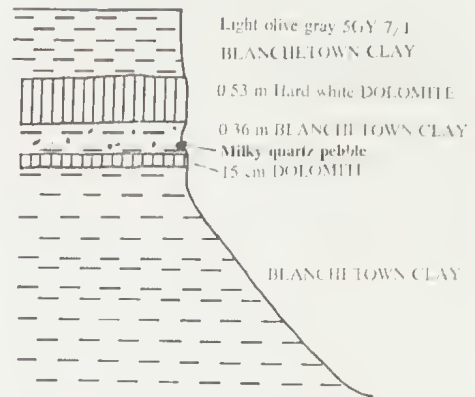 Light olive gray 5GY 7/1
BLANCHETOWN CLAY
0.53 m Hard white DOLOMITE
0.36 m BLANCHETOWN CLAY
Milky quartz pebble
15 cm DOLOMITE
BLANCHETOWN CLAY